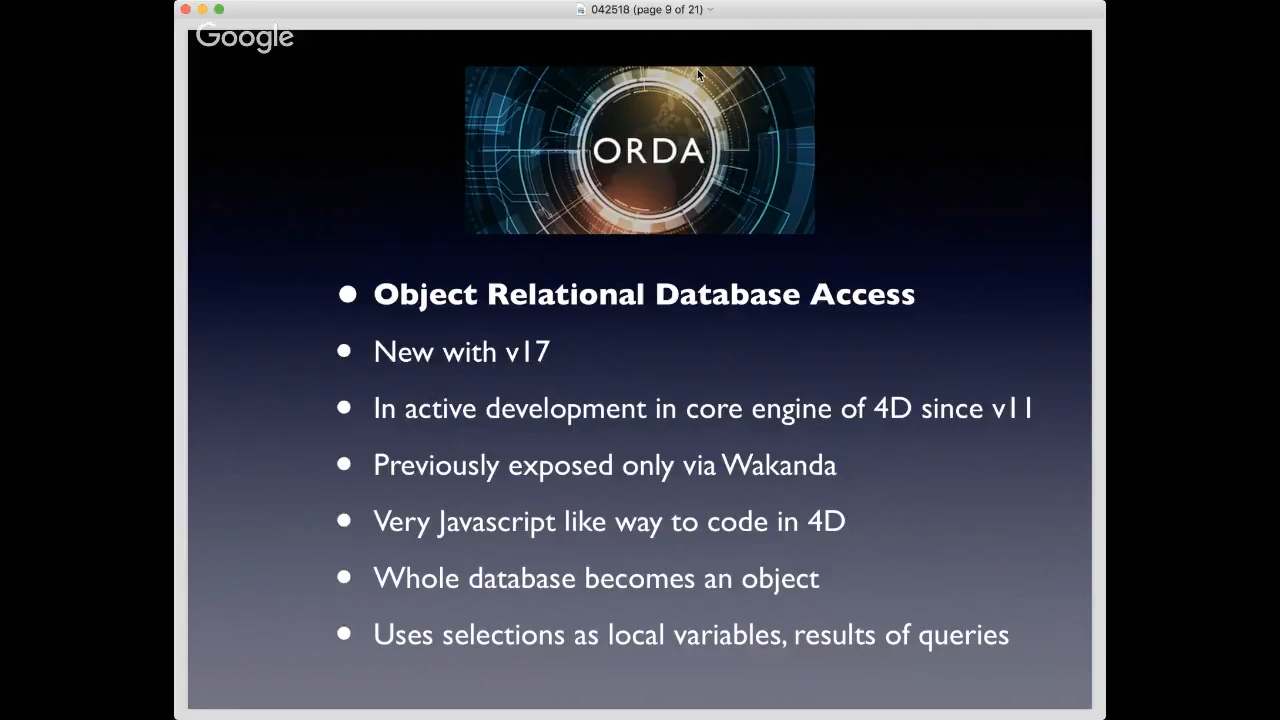 042518 (page 9 of 21)
Google
ORDA
• Object Relational Database Access
• New with v17
• In active development in core engine of 4D since v11
• Previously exposed only via Wakanda
• Very Javascript like way to code in 4D
• Whole database becomes an object
• Uses selections as local variables, results of queries